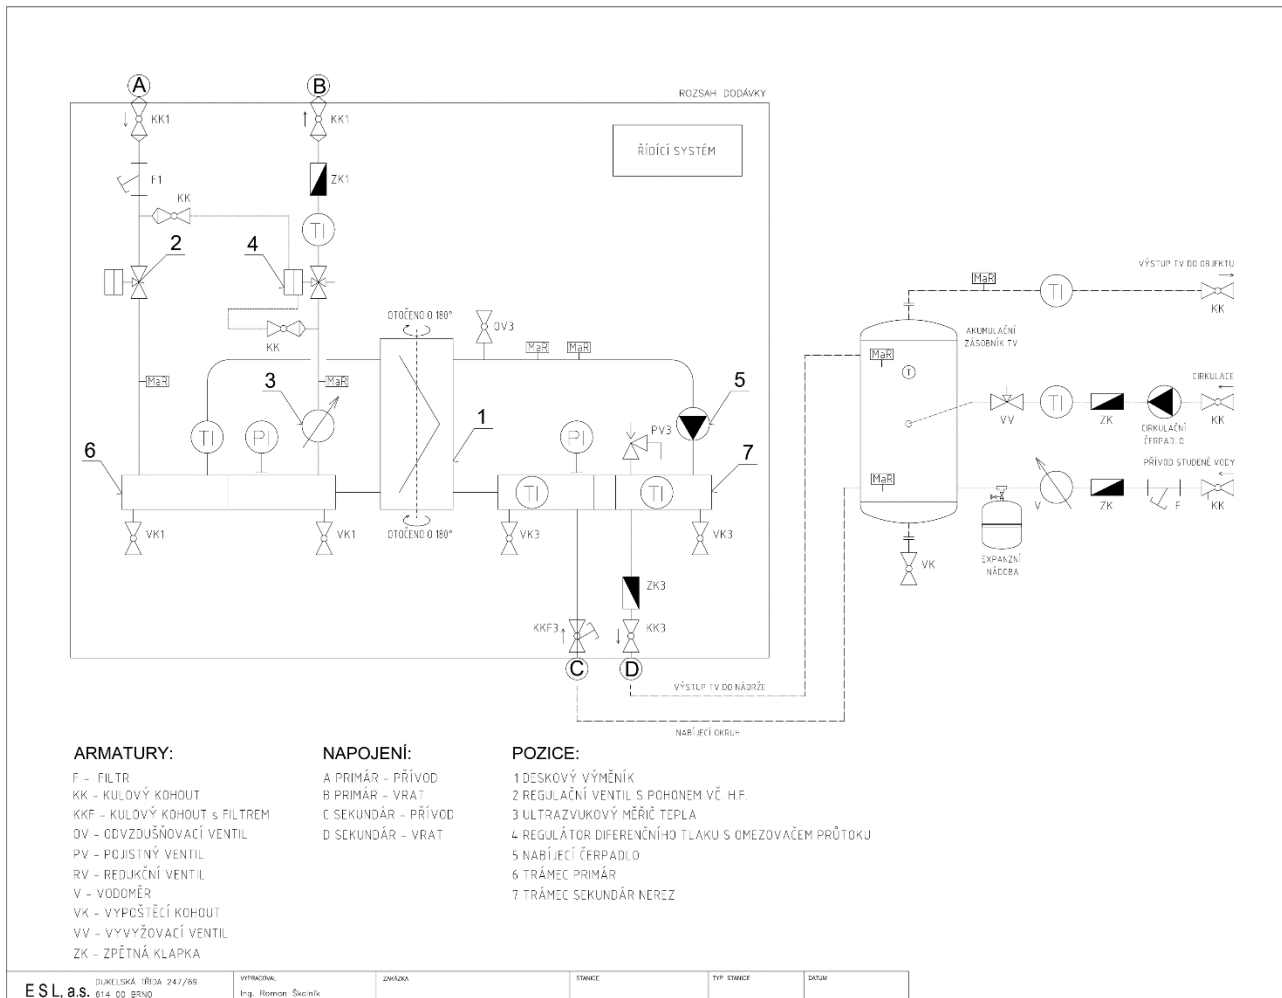 A
B
ROZSAH DODÁVKY
KK1
KK1
ŘÍDÍCÍ SYSTÉM
F1
ZK1
KK
TI
2
4
VÝSTUP TV DO OBJEKTU
MaR
TI
KK
OTOČENO O 180°
OV3
KK
AKUMULAČNÍ
ZÁSOBNÍK TV
MaR
MaR
MaR
T
MaR
MaR
3
5
CIRKULACE
VV
TI
ZK
CIRKULAČNÍ
ČERPADLO
KK
TI
PI
1
PI
PV3
6
7
PŘÍVOD STUDENÉ VODY
MaR
TI
TI
V
ZK
F
KK
VK1
VK1
OTOČENO O 180°
VK3
VK3
EXPANZNÍ
NÁDOBA
VK
ZK3
KKF3
KK3
C
D
VÝSTUP TV DO NÁDRŽE
NABÍJECÍ OKRUH
ARMATURY:
F - FILTR
KK - KULOVÝ KOHOUT
KKF - KULOVÝ KOHOUT s FILTREM
OV - ODVZDUŠŇOVACÍ VENTIL
PV - POJISTNÝ VENTIL
RV - REDUKČNÍ VENTIL
V - VODOMĚR
VK - VYPOŠTĚCÍ KOHOUT
VV - VYVYŽOVACÍ VENTIL
ZK - ZPĚTNÁ KLAPKA
NAPOJENÍ:
A PRIMÁR - PŘÍVOD
B PRIMÁR - VRAT
C SEKUNDÁR - PŘÍVOD
D SEKUNDÁR - VRAT
POZICE:
1 DESKOVÝ VÝMĚNÍK
2 REGULAČNÍ VENTIL S POHONEM VČ. H.F.
3 ULTRAZVUKOVÝ MĚŘIČ TEPLA
4 REGULÁTOR DIFERENČNÍHO TLAKU S OMEZOVAČEM PRŮTOKU
5 NABÍJECÍ ČERPADLO
6 TRÁMEC PRIMÁR
7 TRÁMEC SEKUNDÁR NEREZ
ESL, a.s.
DUKELSKÁ TŘÍDA 247/69
614 00 BRNO
VYPRACOVAL
Ing. Roman Školník
ZAKÁZKA
STANICE
TYP STANICE
DATUM